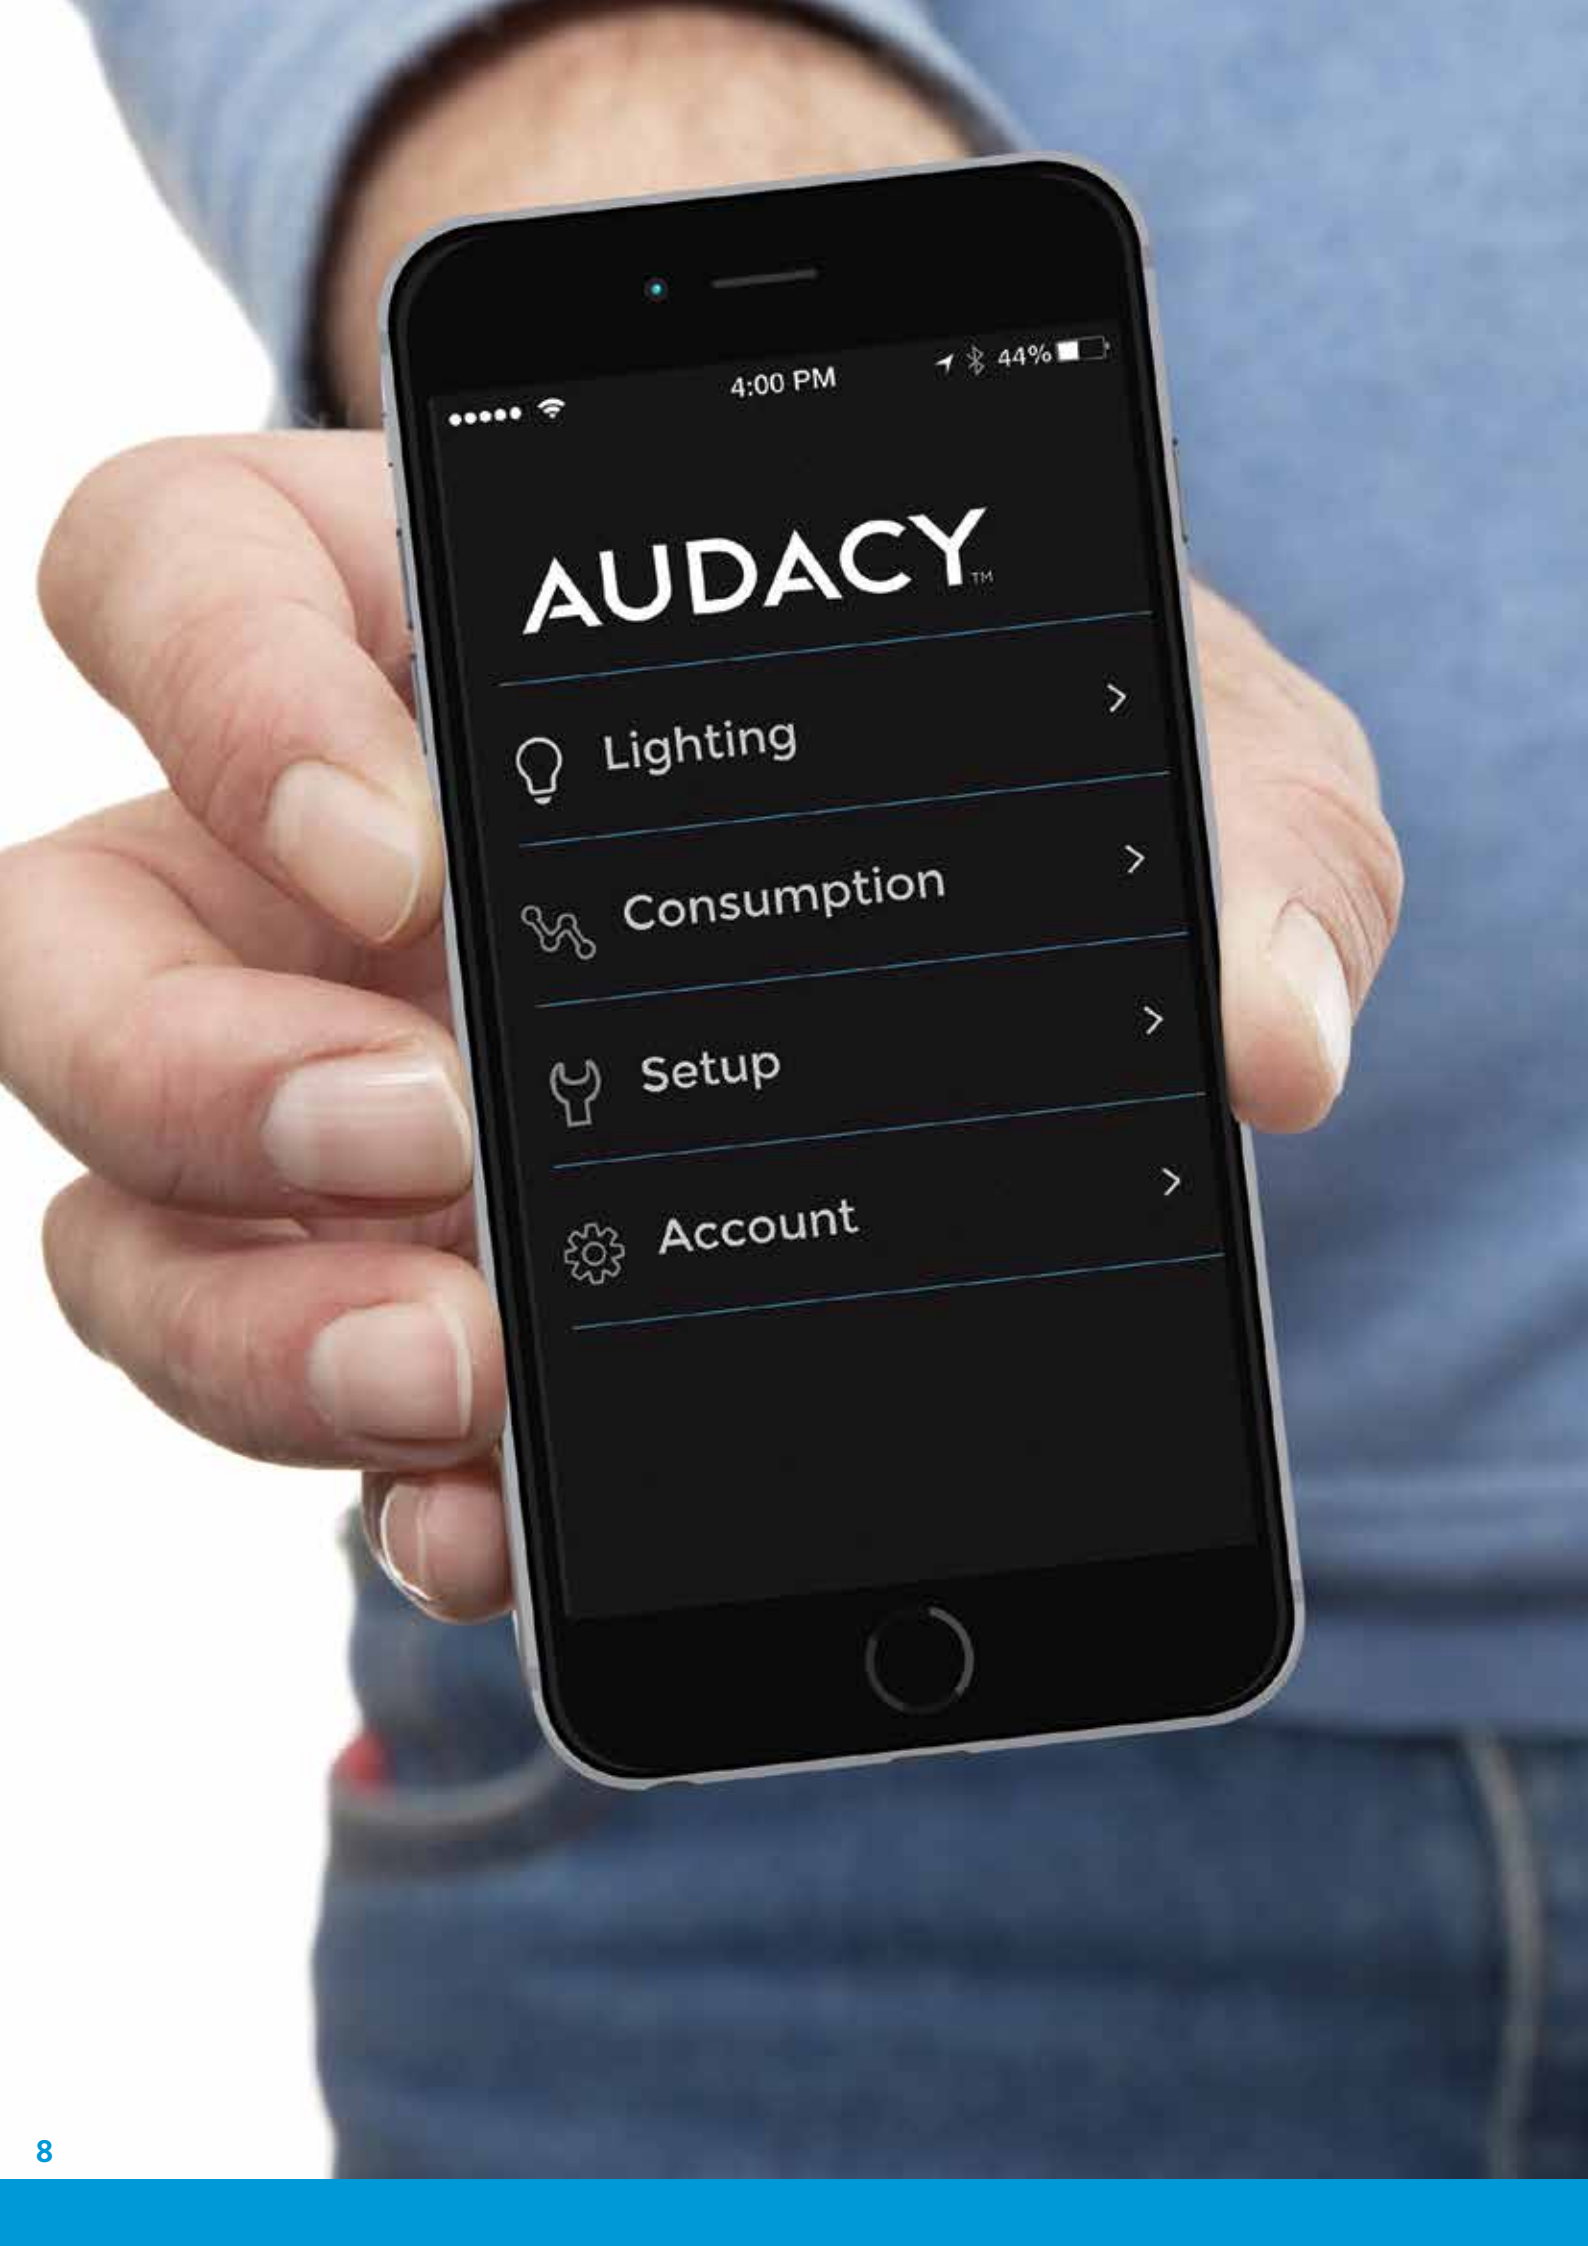 4:00 PM
44%
AUDACY™
Lighting
Consumption
Setup
Account
8